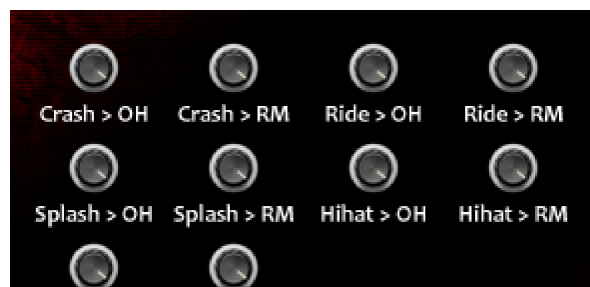 Crash > OH Crash > RM Ride > OH Ride > RM
Splash > OH Splash > RM Hihat > OH Hihat > RM